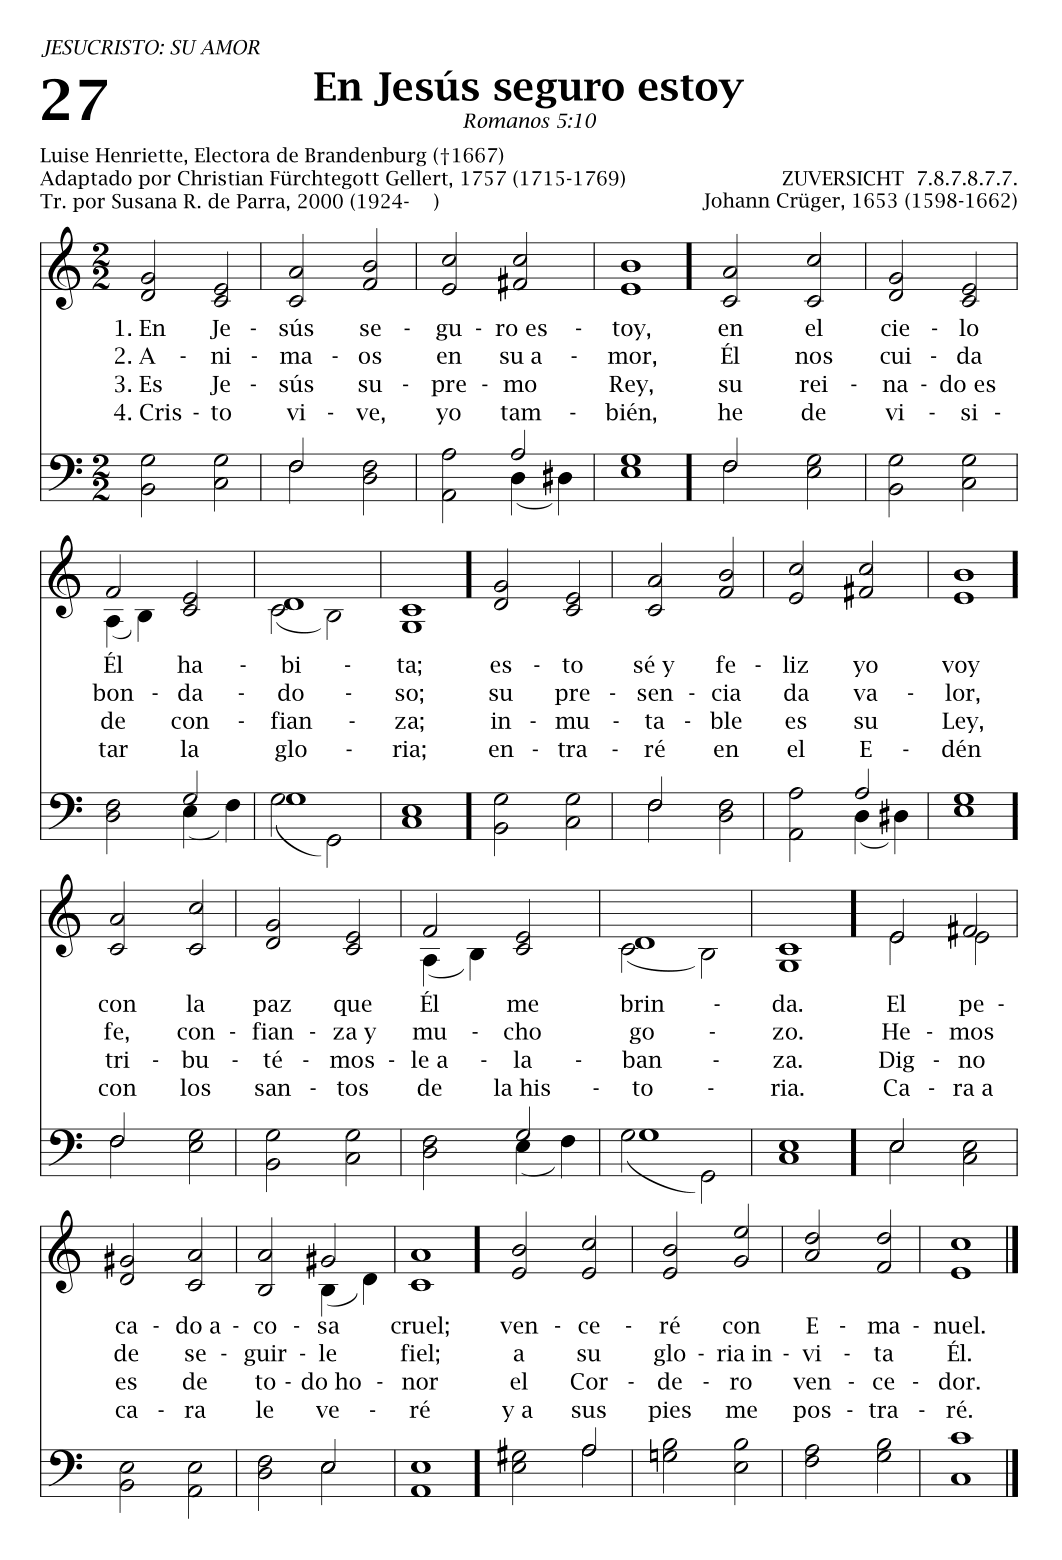 JESUCRISTO: SU AMOR
27
En Jesús seguro estoy
Romanos 5:10
Luise Henriette, Electora de Brandenburg (†1667)
Adaptado por Christian Fürchtegott Gellert, 1757 (1715-1769)
Tr. por Susana R. de Parra, 2000 (1924- )
ZUVERSICHT 7.8.7.8.7.7.
Johann Crüger, 1653 (1598-1662)
1. En Je - sús se - gu - ro es - toy, en el cie - lo
2. A - ni - ma - os en su a - mor, Él nos cui - da
3. Es Je - sús su - pre - mo Rey, su rei - na - do es
4. Cris - to vi - ve, yo tam - bién, he de vi - si -
Él ha - bi - ta; es - to sé y fe - liz yo voy
bon - da - do - so; su pre - sen - cia da va - lor,
de con - fian - za; in - mu - ta - ble es su Ley,
tar la glo - ria; en - tra - ré en el E - dén
con la paz que Él me brin - da. El pe -
fe, con - fian - za y mu - cho go - zo. He - mos
tri - bu - té - mos - le a - la - ban - za. Dig - no
con los san - tos de la his - to - ria. Ca - ra a
ca - do a - co - sa cruel; ven - ce - ré con E - ma - nuel.
de se - guir - le fiel; a su glo - ria in - vi - ta Él.
es de to - do ho - nor el Cor - de - ro ven - ce - dor.
ca - ra le ve - ré y a sus pies me pos - tra - ré.